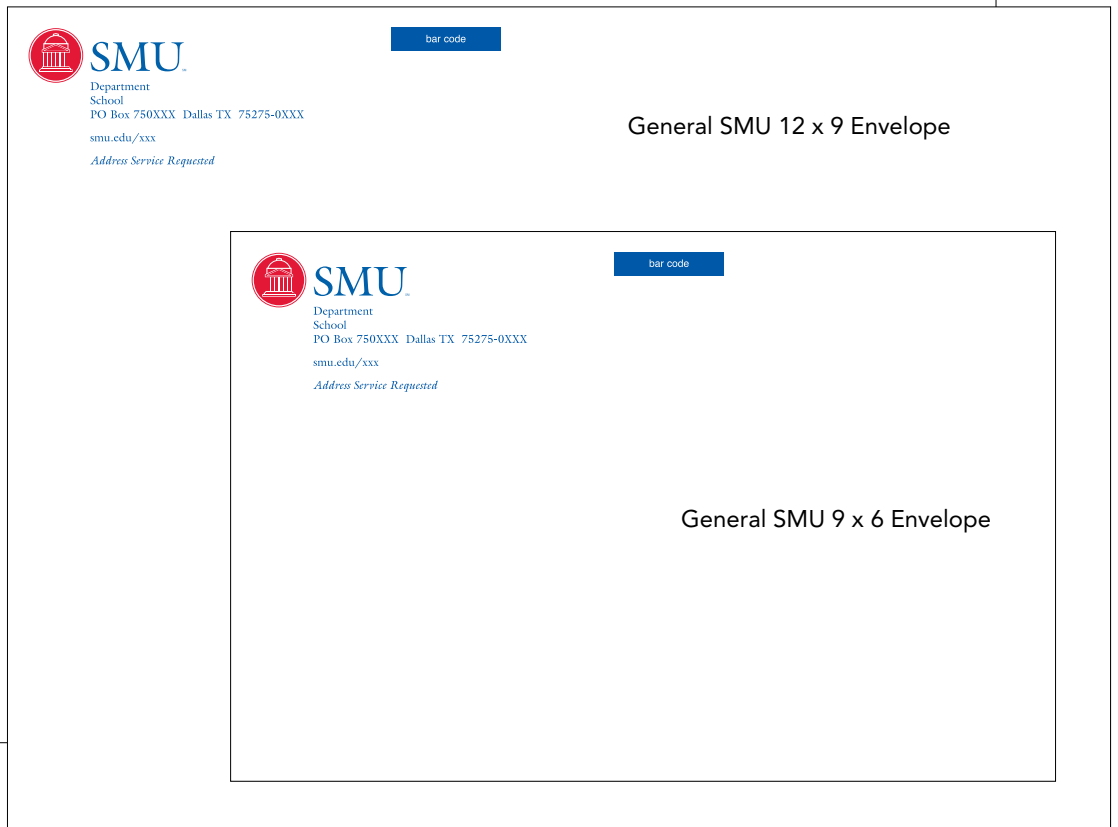 bar code
SMU
Department
School
PO Box 750XXX Dallas TX 75275-0XXX
smu.edu/xxx
Address Service Requested
General SMU 12 x 9 Envelope
bar code
SMU
Department
School
PO Box 750XXX Dallas TX 75275-0XXX
smu.edu/xxx
Address Service Requested
General SMU 9 x 6 Envelope